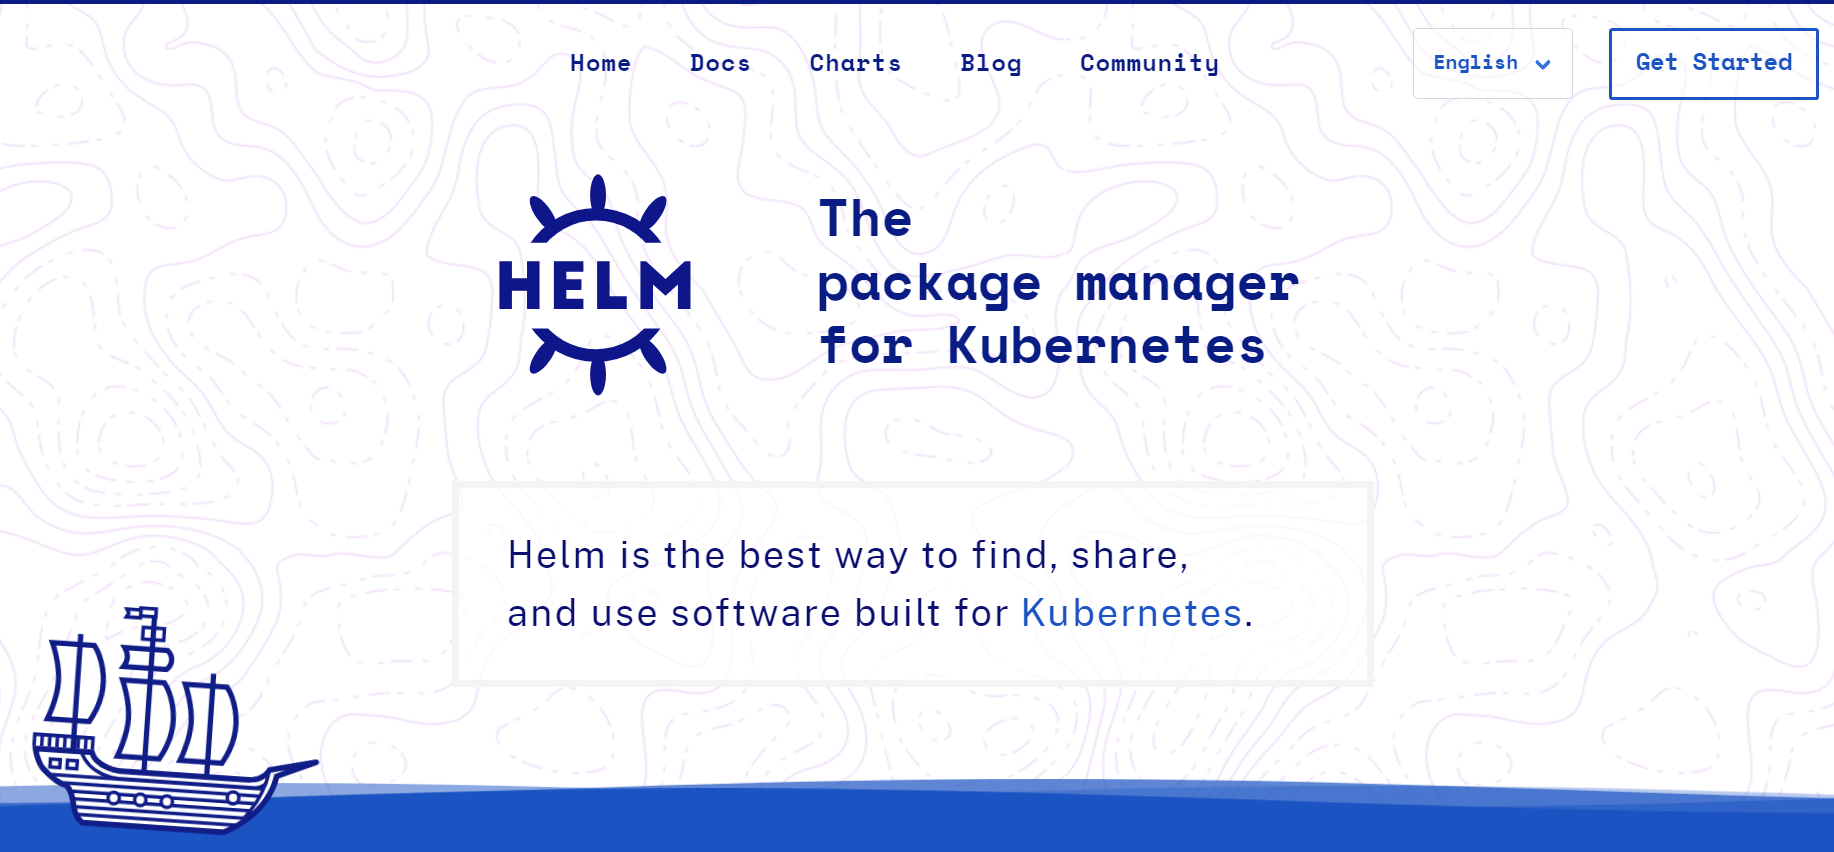 Home Docs Charts Blog Community English Get Started
HELM
The
package manager
for Kubernetes
Helm is the best way to find, share,
and use software built for Kubernetes.